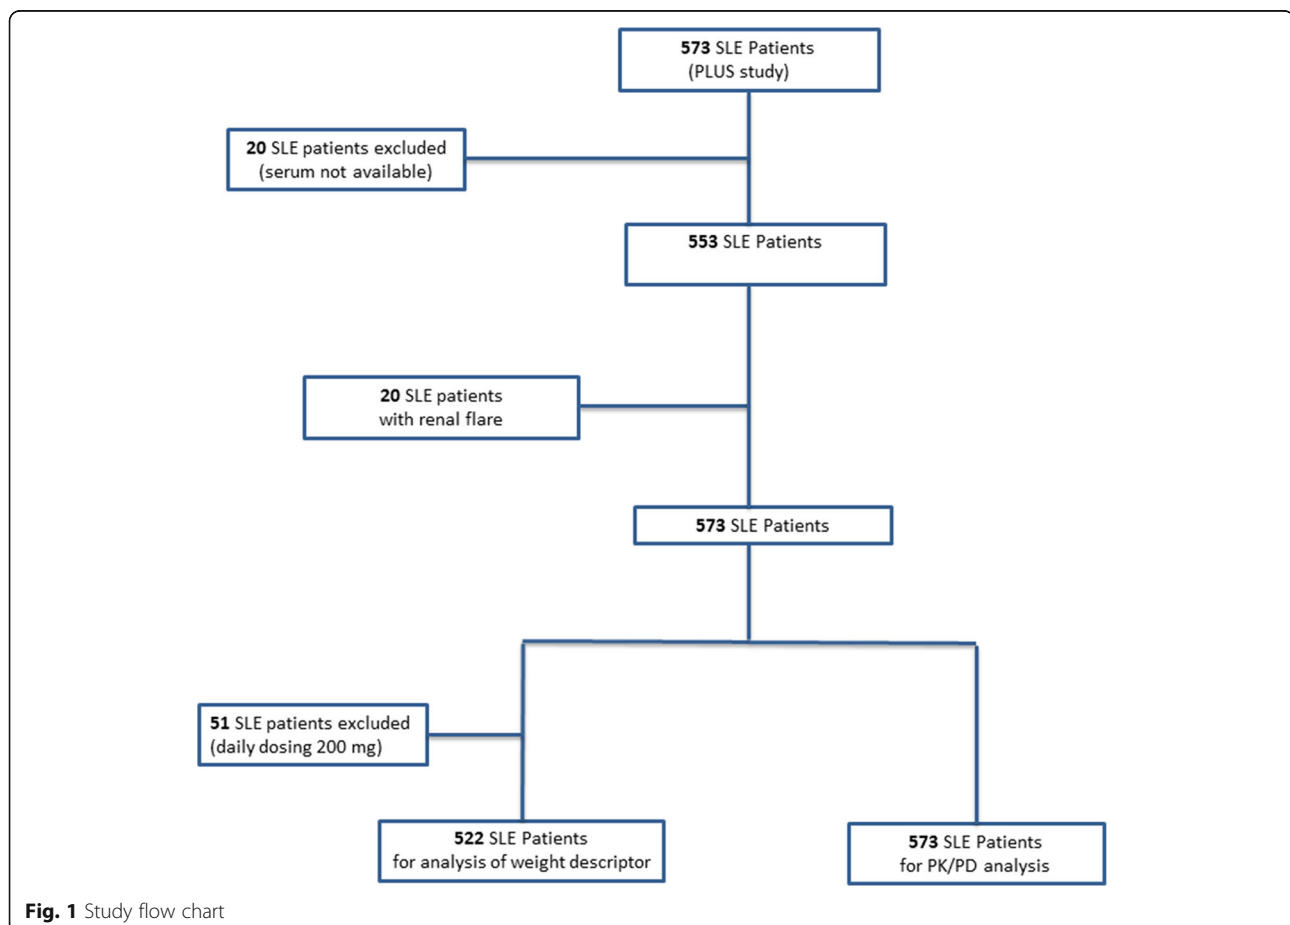 573 SLE Patients
(PLUS study)
20 SLE patients excluded
(serum not available)
553 SLE Patients
20 SLE patients
with renal flare
573 SLE Patients
51 SLE patients excluded
(daily dosing 200 mg)
522 SLE Patients
for analysis of weight descriptor
573 SLE Patients
for PK/PD analysis
Fig. 1 Study flow chart